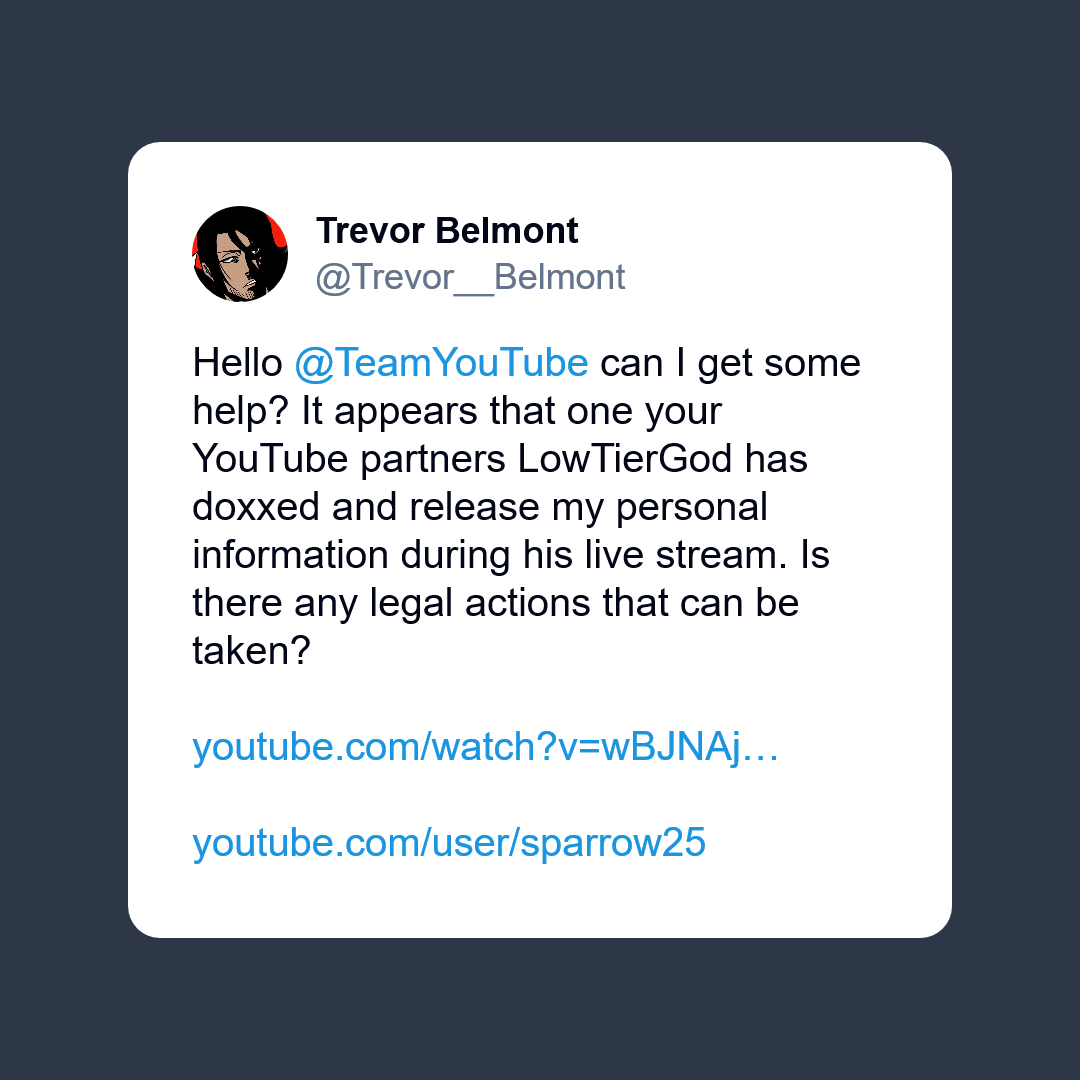 Trevor Belmont
@Trevor__Belmont
Hello @TeamYouTube can I get some
help? It appears that one your
YouTube partners LowTierGod has
doxxed and release my personal
information during his live stream. Is
there any legal actions that can be
taken?
youtube.com/watch?v=wBJNAj…
youtube.com/user/sparrow25